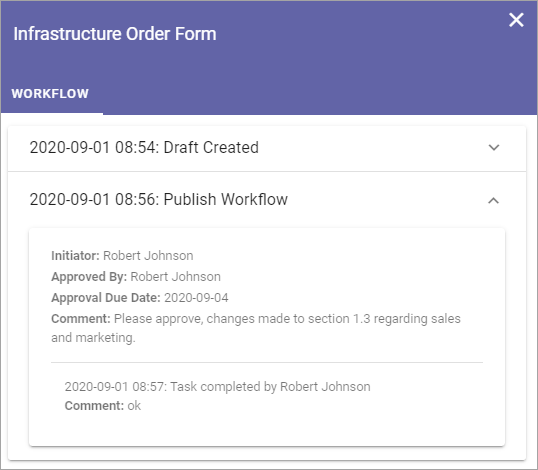 Infrastructure Order Form
WORKFLOW
2020-09-01 08:54: Draft Created
2020-09-01 08:56: Publish Workflow
Initiator: Robert Johnson
Approved By: Robert Johnson
Approval Due Date: 2020-09-04
Comment: Please approve, changes made to section 1.3 regarding sales
and marketing.
2020-09-01 08:57: Task completed by Robert Johnson
Comment: ok